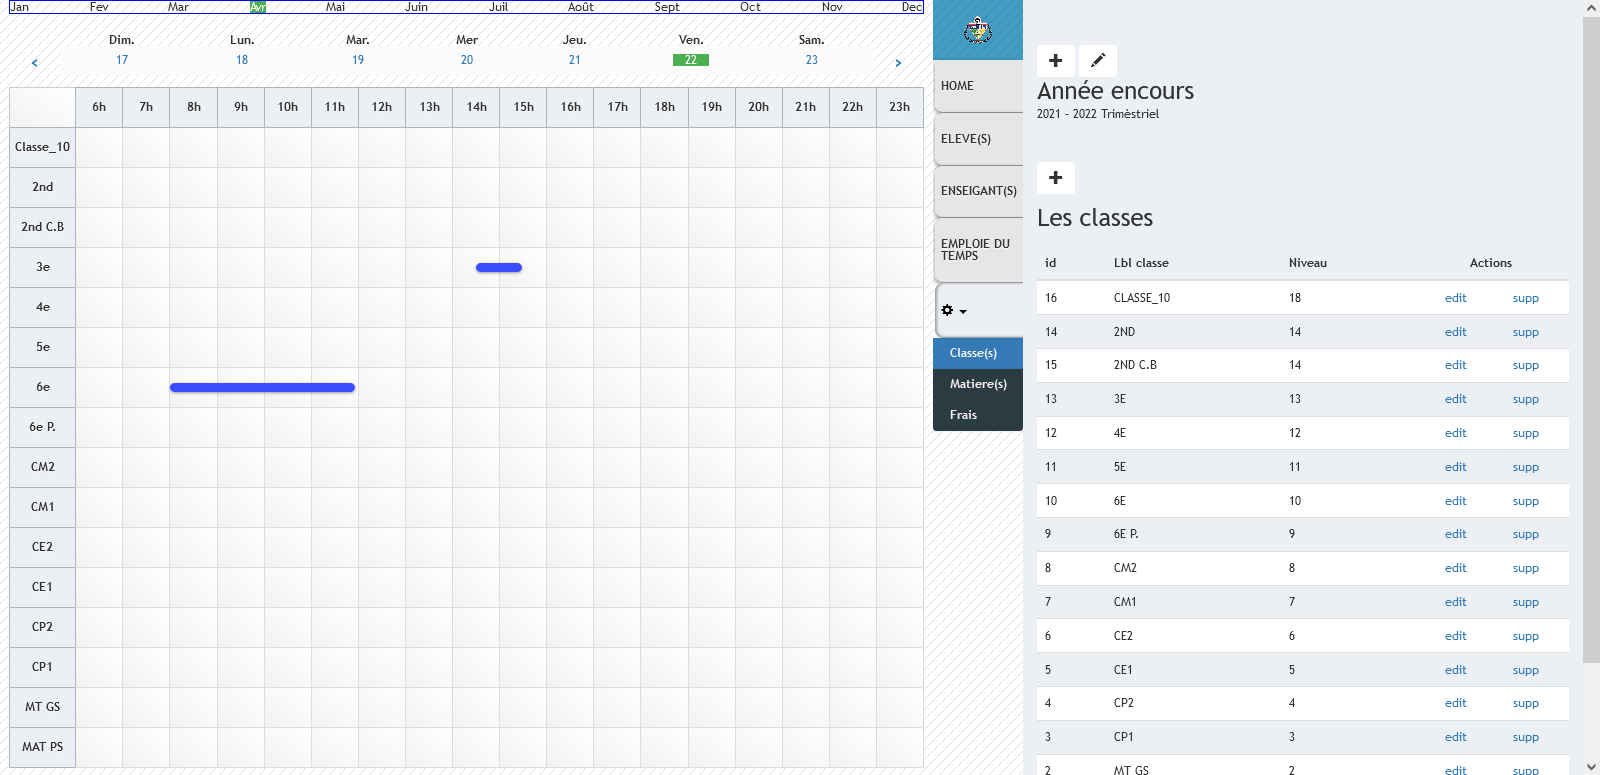 Jan Fev Mar Avr Mai Juin Juil Août Sept Oct Nov Dec
Dim. Lun. Mar. Mer Jeu. Ven. Sam.
< 17 18 19 20 21 22 23 >
6h 7h 8h 9h 10h 11h 12h 13h 14h 15h 16h 17h 18h 19h 20h 21h 22h 23h
Classe_10
2nd
2nd C.B
3e
4e
5e
6e
6e P.
CM2
CM1
CE2
CE1
CP2
CP1
MT GS
MAT PS
HOME
ELEVE(S)
ENSEIGANT(S)
EMPLOIE DU
TEMPS
Classe(s)
Matiere(s)
Frais
Année encours
2021 - 2022 Trimèstriel
Les classes
id Lbl classe Niveau Actions
16 CLASSE_10 18 edit supp
14 2ND 14 edit supp
15 2ND C.B 14 edit supp
13 3E 13 edit supp
12 4E 12 edit supp
11 5E 11 edit supp
10 6E 10 edit supp
9 6E P. 9 edit supp
8 CM2 8 edit supp
7 CM1 7 edit supp
6 CE2 6 edit supp
5 CE1 5 edit supp
4 CP2 4 edit supp
3 CP1 3 edit supp
2 MT GS 2 edit supp